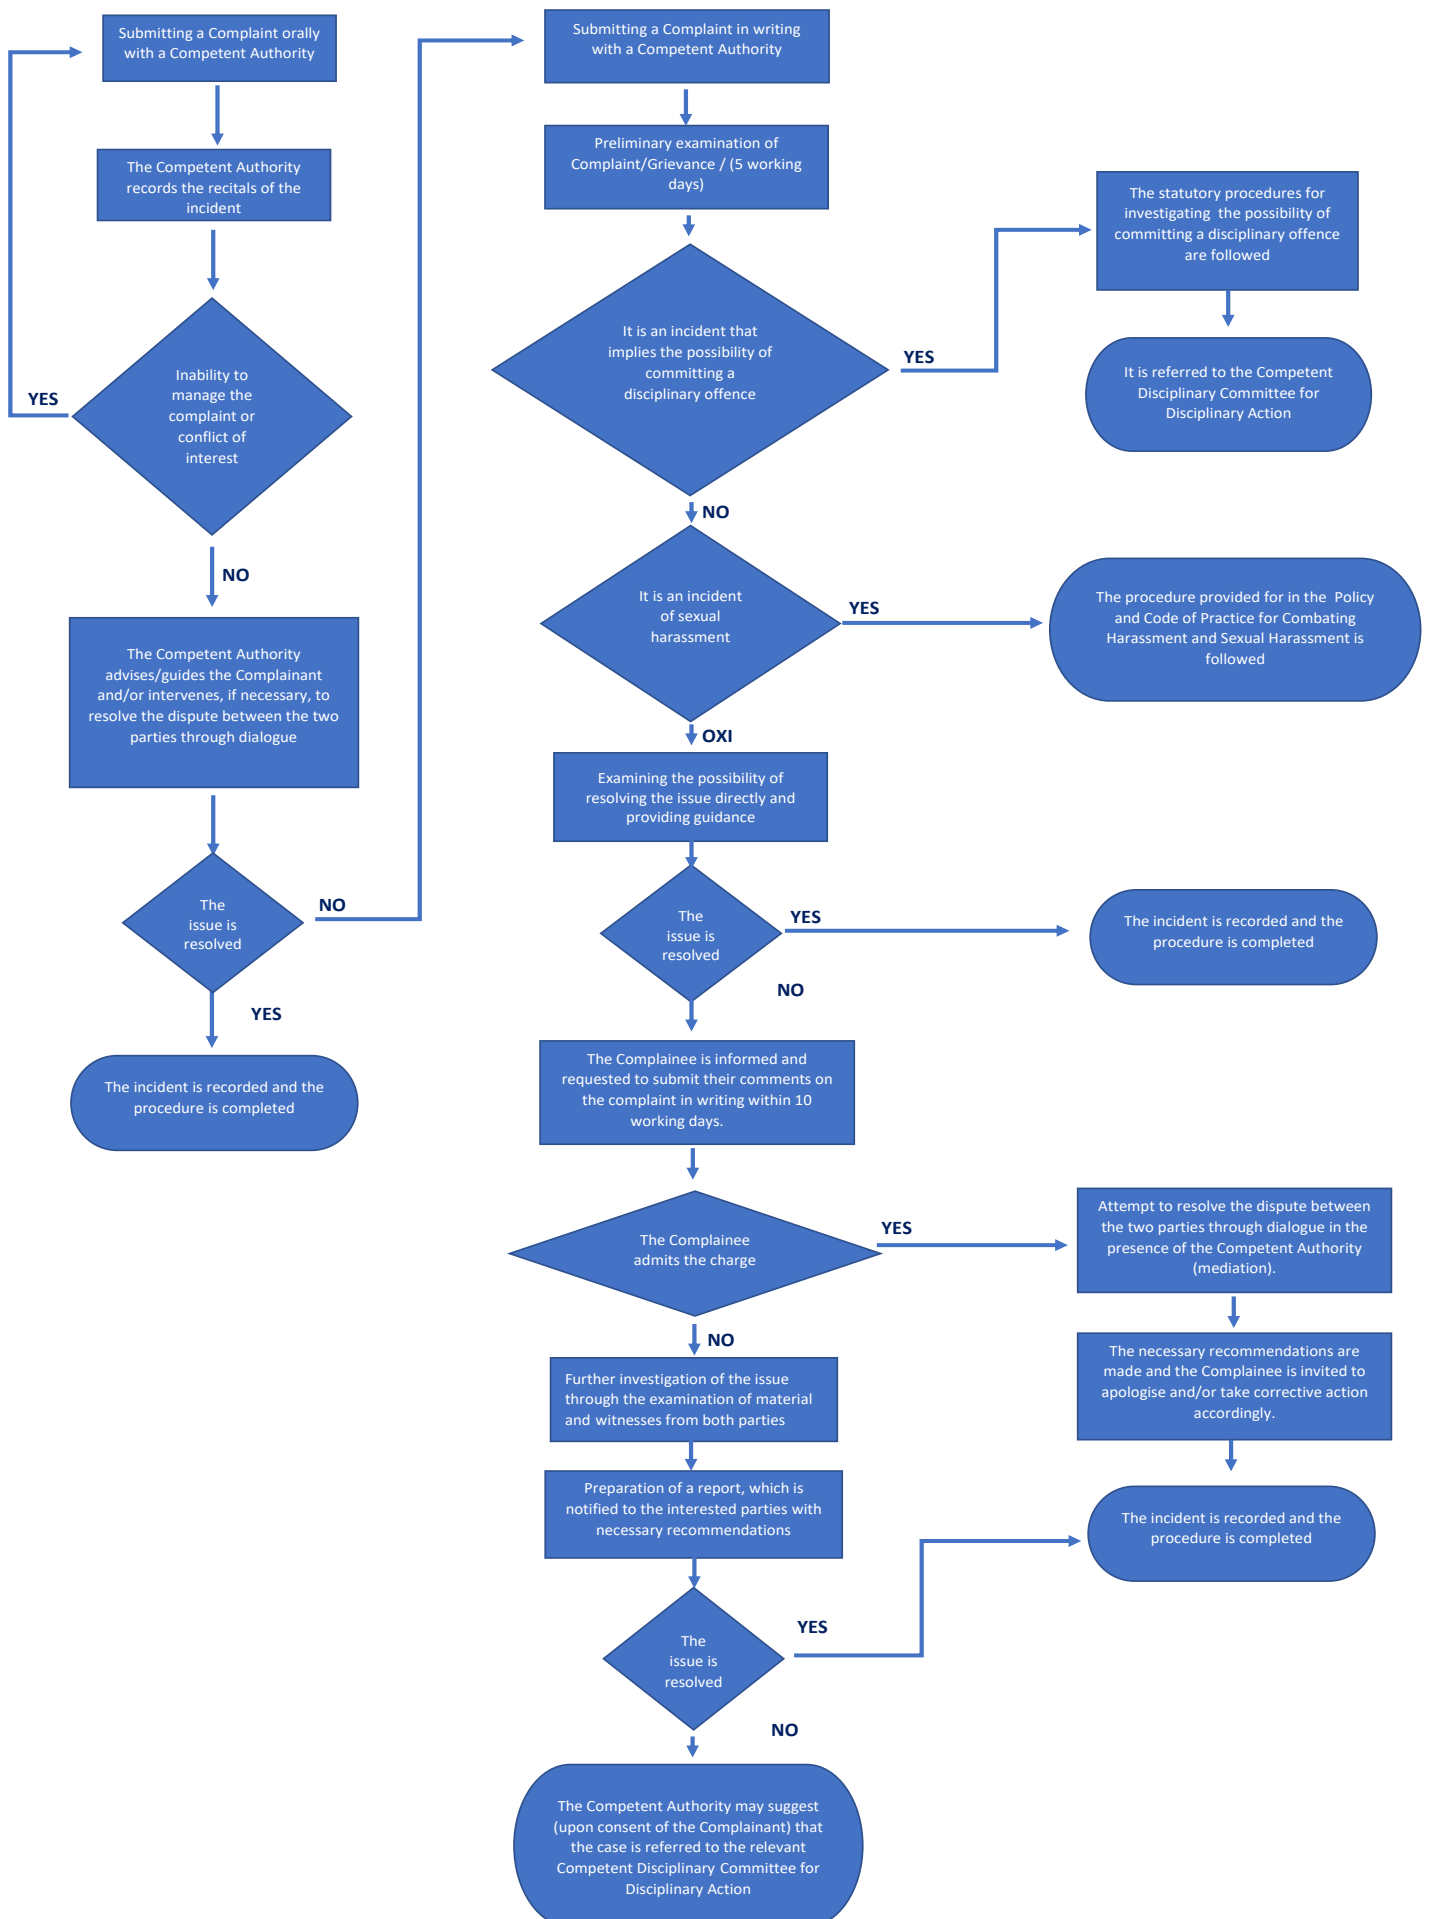 Submitting a Complaint orally
with a Competent Authority
The Competent Authority
records the recitals of the
incident
Inability to
manage the
complaint or
conflict of
interest
YES
NO
The Competent Authority
advises/guides the Complainant
and/or intervenes, if necessary, to
resolve the dispute between the two
parties through dialogue
The
issue is
resolved
NO
YES
The incident is recorded and the
procedure is completed
Submitting a Complaint in writing
with a Competent Authority
Preliminary examination of
Complaint/Grievance / (5 working
days)
It is an incident that
implies the possibility of
committing a
disciplinary offence
YES
The statutory procedures for
investigating the possibility of
committing a disciplinary offence
are followed
It is referred to the Competent
Disciplinary Committee for
Disciplinary Action
NO
It is an incident
of sexual
harassment
YES
The procedure provided for in the Policy
and Code of Practice for Combating
Harassment and Sexual Harassment is
followed
OXI
Examining the possibility of
resolving the issue directly and
providing guidance
The
issue is
resolved
YES
The incident is recorded and the
procedure is completed
NO
The Complainee is informed and
requested to submit their comments on
the complaint in writing within 10
working days.
The Complainee
admits the charge
YES
Attempt to resolve the dispute between
the two parties through dialogue in the
presence of the Competent Authority
(mediation).
The necessary recommendations are
made and the Complainee is invited to
apologise and/or take corrective action
accordingly.
The incident is recorded and the
procedure is completed
NO
Further investigation of the issue
through the examination of material
and witnesses from both parties
Preparation of a report, which is
notified to the interested parties with
necessary recommendations
The
issue is
resolved
YES
NO
The Competent Authority may suggest
(upon consent of the Complainant) that
the case is referred to the relevant
Competent Disciplinary Committee for
Disciplinary Action